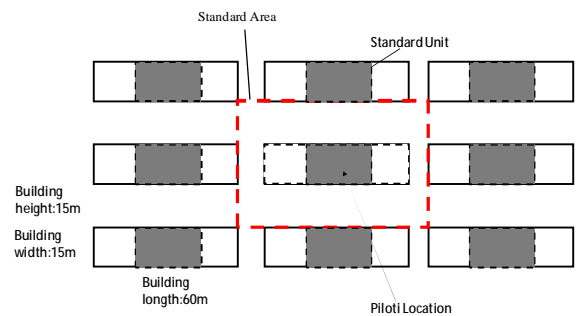 Standard Area
Standard Unit
Building
height:15m
Building
width:15m
Building
length:60m
Piloti Location